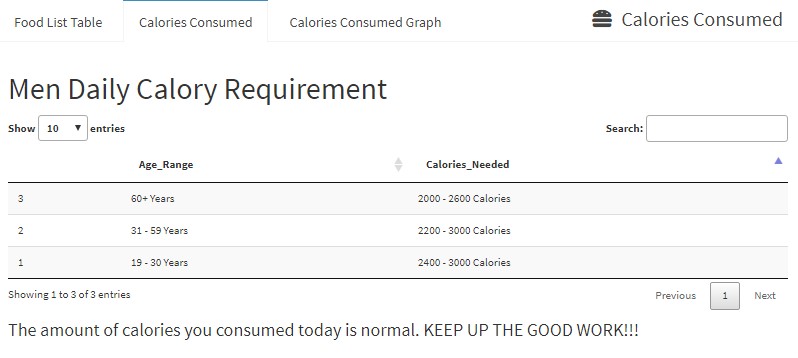 Food List Table Calories Consumed Calories Consumed Graph Calories Consumed
Men Daily Calory Requirement
Show 10 entries Search:
Age_Range Calories_Needed
3 60+ Years 2000 - 2600 Calories
2 31 - 59 Years 2200 - 3000 Calories
1 19 - 30 Years 2400 - 3000 Calories
Showing 1 to 3 of 3 entries Previous 1 Next
The amount of calories you consumed today is normal. KEEP UP THE GOOD WORK!!!